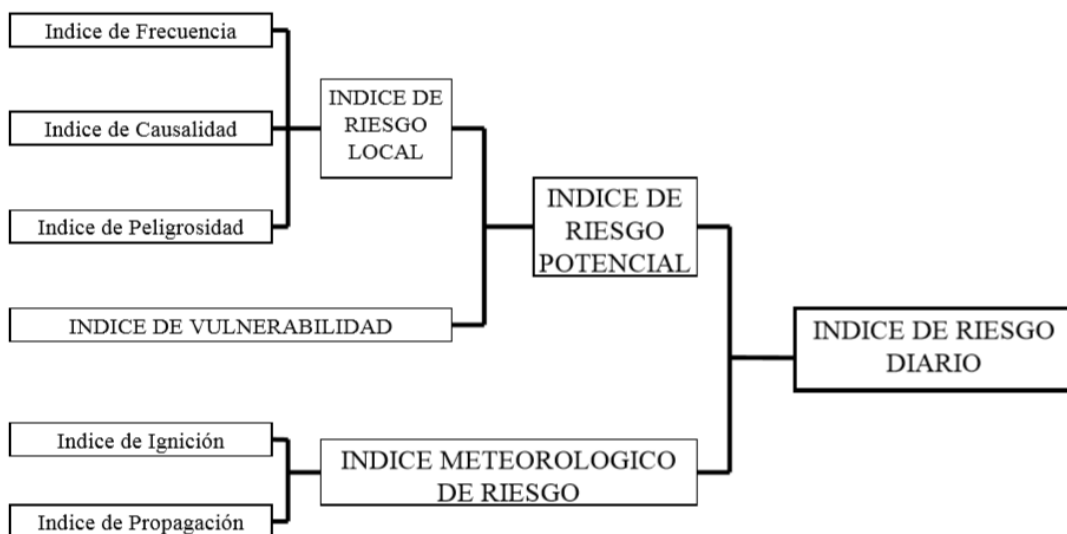 Indice de Frecuencia
Indice de Causalidad
Indice de Peligrosidad
INDICE DE
RIESGO
LOCAL
INDICE DE VULNERABILIDAD
INDICE DE
RIESGO
POTENCIAL
Indice de Ignición
Indice de Propagación
INDICE METEOROLOGICO
DE RIESGO
INDICE DE RIESGO
DIARIO